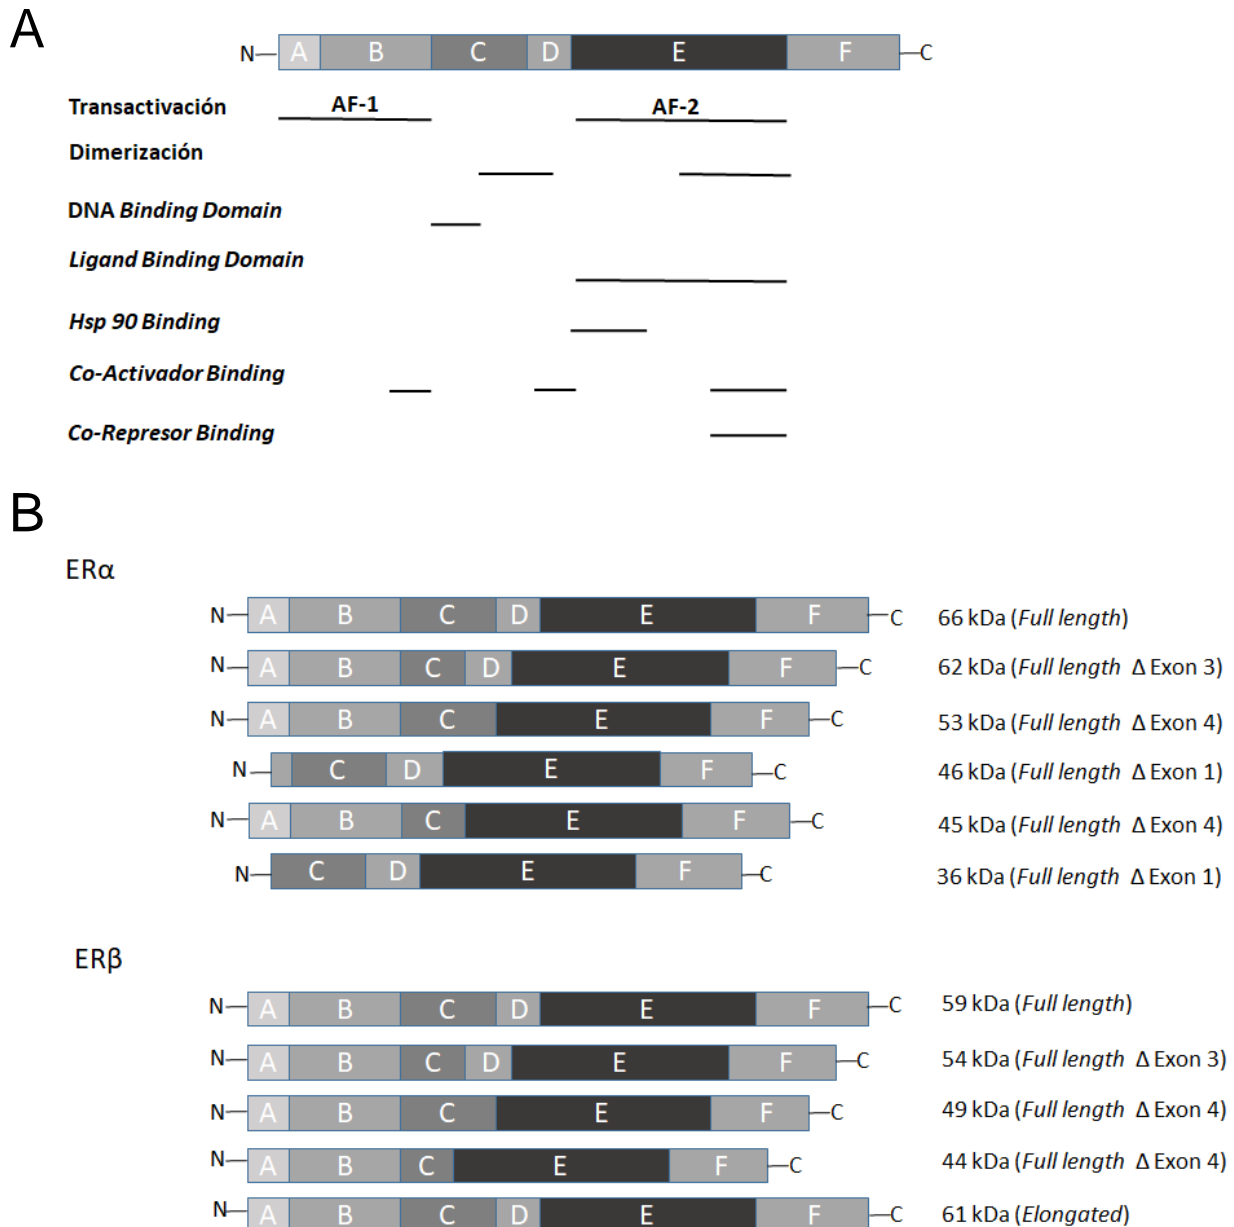 A
N A B C D E F C
Transactivación AF-1 AF-2
Dimerización
DNA Binding Domain
Ligand Binding Domain
Hsp 90 Binding
Co-Activador Binding
Co-Represor Binding
B
ERα
N A B C D E F C 66 kDa (Full length)
N A B C D E F C 62 kDa (Full length Δ Exon 3)
N A B C E F C 53 kDa (Full length Δ Exon 4)
N C D E F C 46 kDa (Full length Δ Exon 1)
N A B C E F C 45 kDa (Full length Δ Exon 4)
N C D E F C 36 kDa (Full length Δ Exon 1)
ERβ
N A B C D E F C 59 kDa (Full length)
N A B C D E F C 54 kDa (Full length Δ Exon 3)
N A B C E F C 49 kDa (Full length Δ Exon 4)
N A B C E F C 44 kDa (Full length Δ Exon 4)
N A B C D E F C 61 kDa (Elongated)